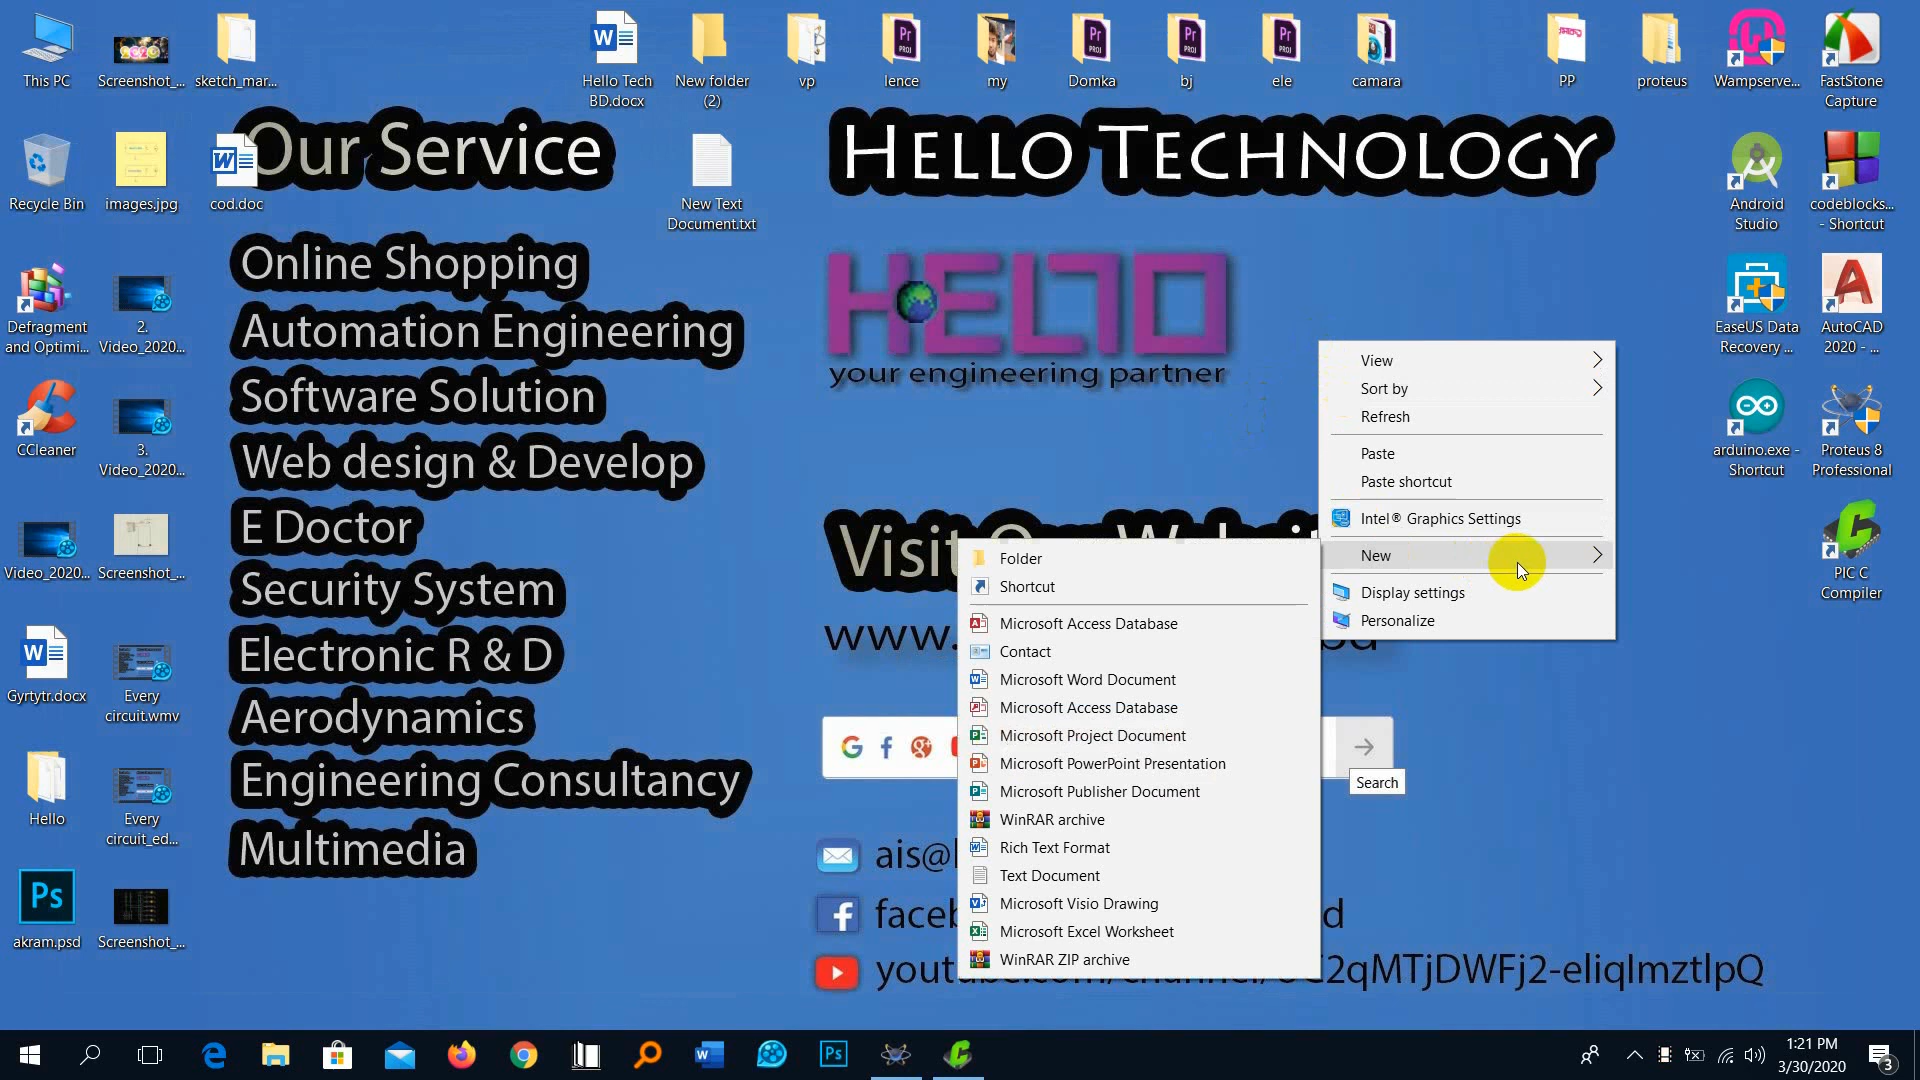 This PC
Screenshot_...
sketch_mar...
Hello Tech
BD.docx
New folder
(2)
vp
lence
my
Domka
bj
ele
camara
PP
proteus
Wampserve...
FastStone
Capture
Our Service
HELLO TECHNOLOGY
Recycle Bin
images.jpg
cod.doc
New Text
Document.txt
Android
Studio
codeblocks...
- Shortcut
Online Shopping
Automation Engineering
Software Solution
Web design & Develop
E Doctor
Security System
Electronic R & D
Aerodynamics
Engineering Consultancy
Multimedia
HELLO
your engineering partner
Defragment
and Optimi...
2.
Video_2020...
EaseUS Data
Recovery ...
AutoCAD
2020 - ...
CCleaner
3.
Video_2020...
arduino.exe -
Shortcut
Proteus 8
Professional
Video_2020...
Screenshot_...
PIC C
Compiler
Gyrtytr.docx
Every
circuit.wmv
Hello
Every
circuit_ed...
akram.psd
Screenshot_...
View
Sort by
Refresh
Paste
Paste shortcut
Intel® Graphics Settings
New
Display settings
Personalize
Visit
www.
Folder
Shortcut
Microsoft Access Database
Contact
Microsoft Word Document
Microsoft Access Database
Microsoft Project Document
Microsoft PowerPoint Presentation
Microsoft Publisher Document
WinRAR archive
Rich Text Format
Text Document
Microsoft Visio Drawing
Microsoft Excel Worksheet
WinRAR ZIP archive
Search
ais@
1:21 PM
3/30/2020
3